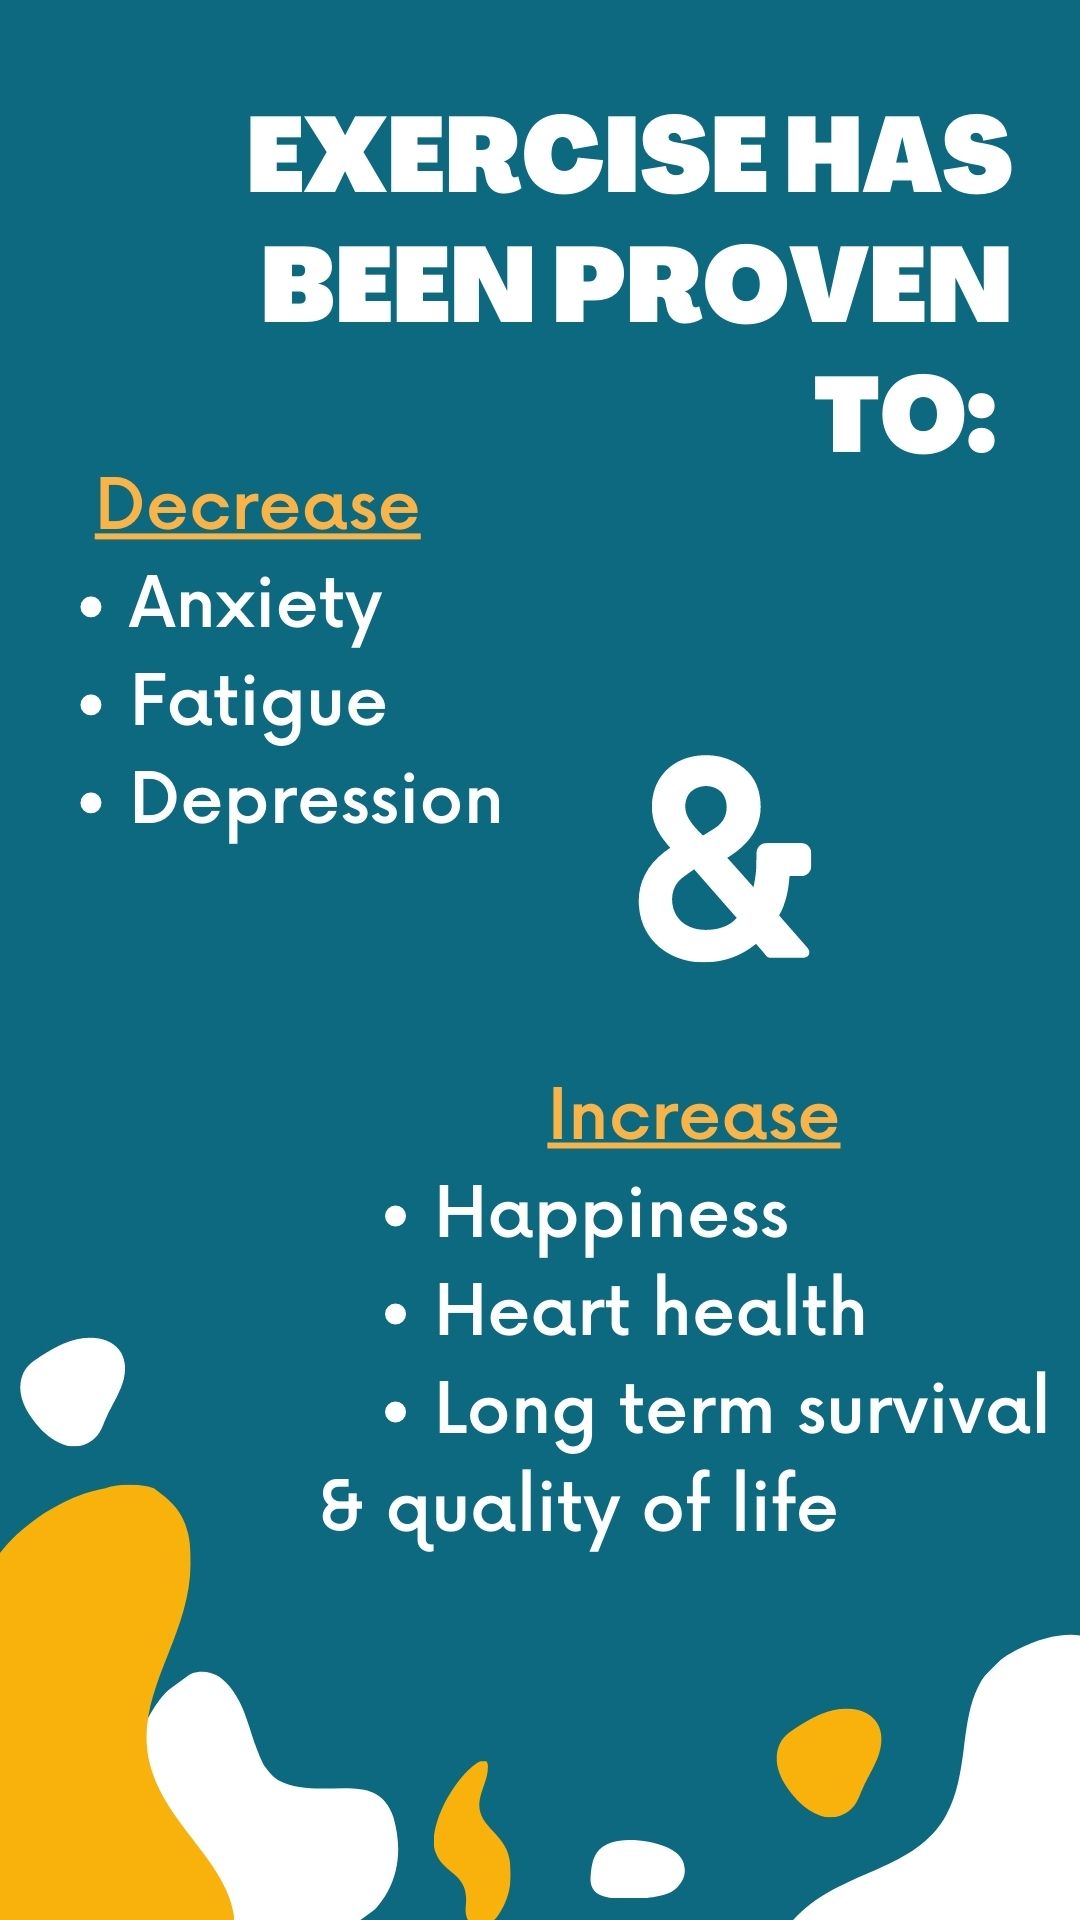 EXERCISE HAS
BEEN PROVEN
TO:
Decrease
• Anxiety
• Fatigue
• Depression
&
Increase
• Happiness
• Heart health
• Long term survival
& quality of life